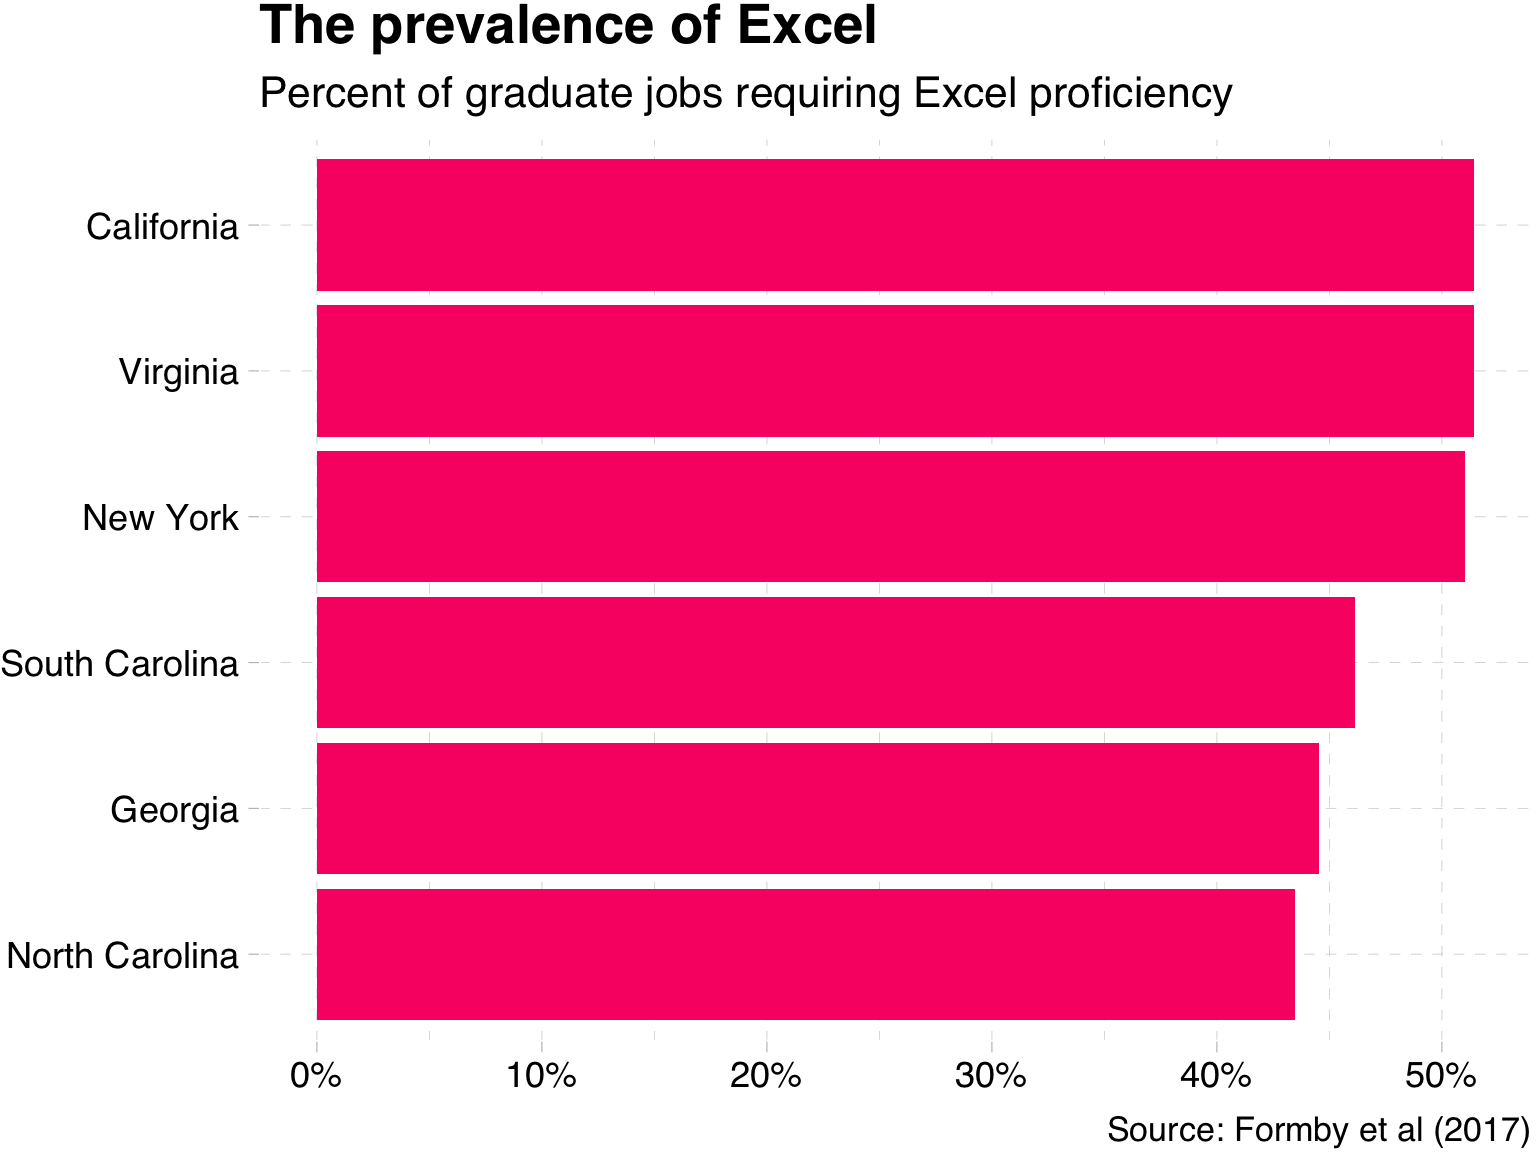 The prevalence of Excel
Percent of graduate jobs requiring Excel proficiency
California
Virginia
New York
South Carolina
Georgia
North Carolina
0% 10% 20% 30% 40% 50%
Source: Formby et al (2017)